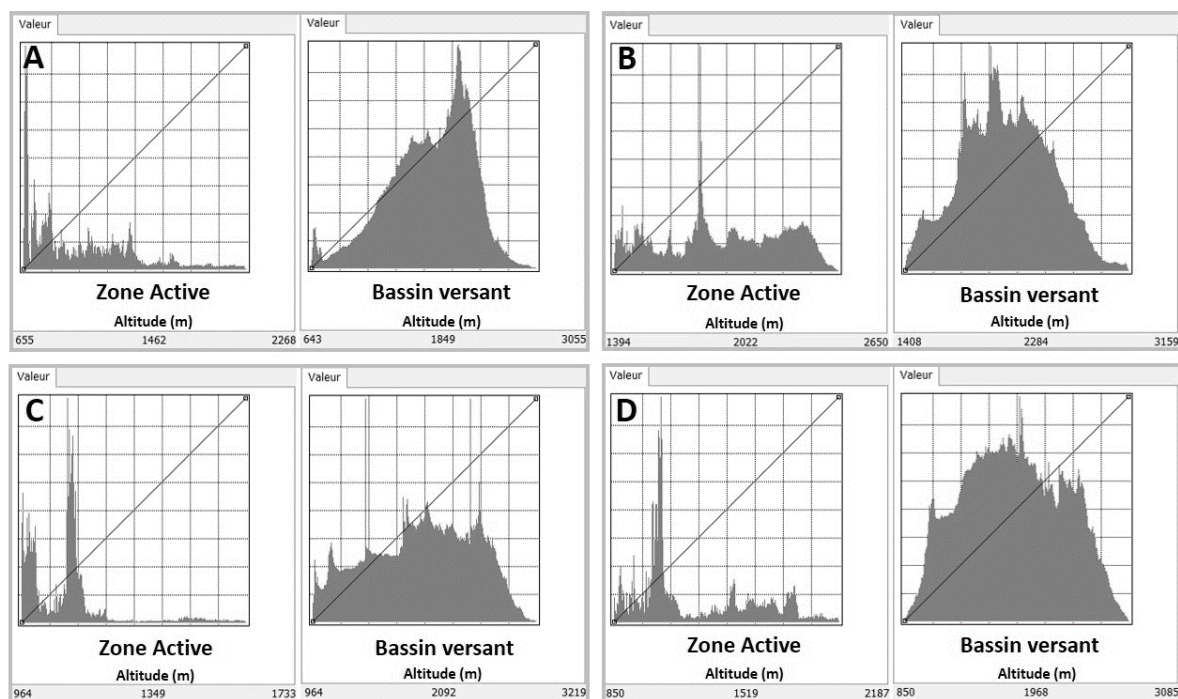 Valeur
A
Zone Active
Altitude (m)
655 1462 2268
Valeur
Bassin versant
Altitude (m)
643 1849 3055
Valeur
B
Zone Active
Altitude (m)
1394 2022 2650
Valeur
Bassin versant
Altitude (m)
1408 2284 3159
Valeur
C
Zone Active
Altitude (m)
964 1349 1733
Valeur
Bassin versant
Altitude (m)
964 2092 3219
Valeur
D
Zone Active
Altitude (m)
850 1519 2187
Valeur
Bassin versant
Altitude (m)
850 1968 3085